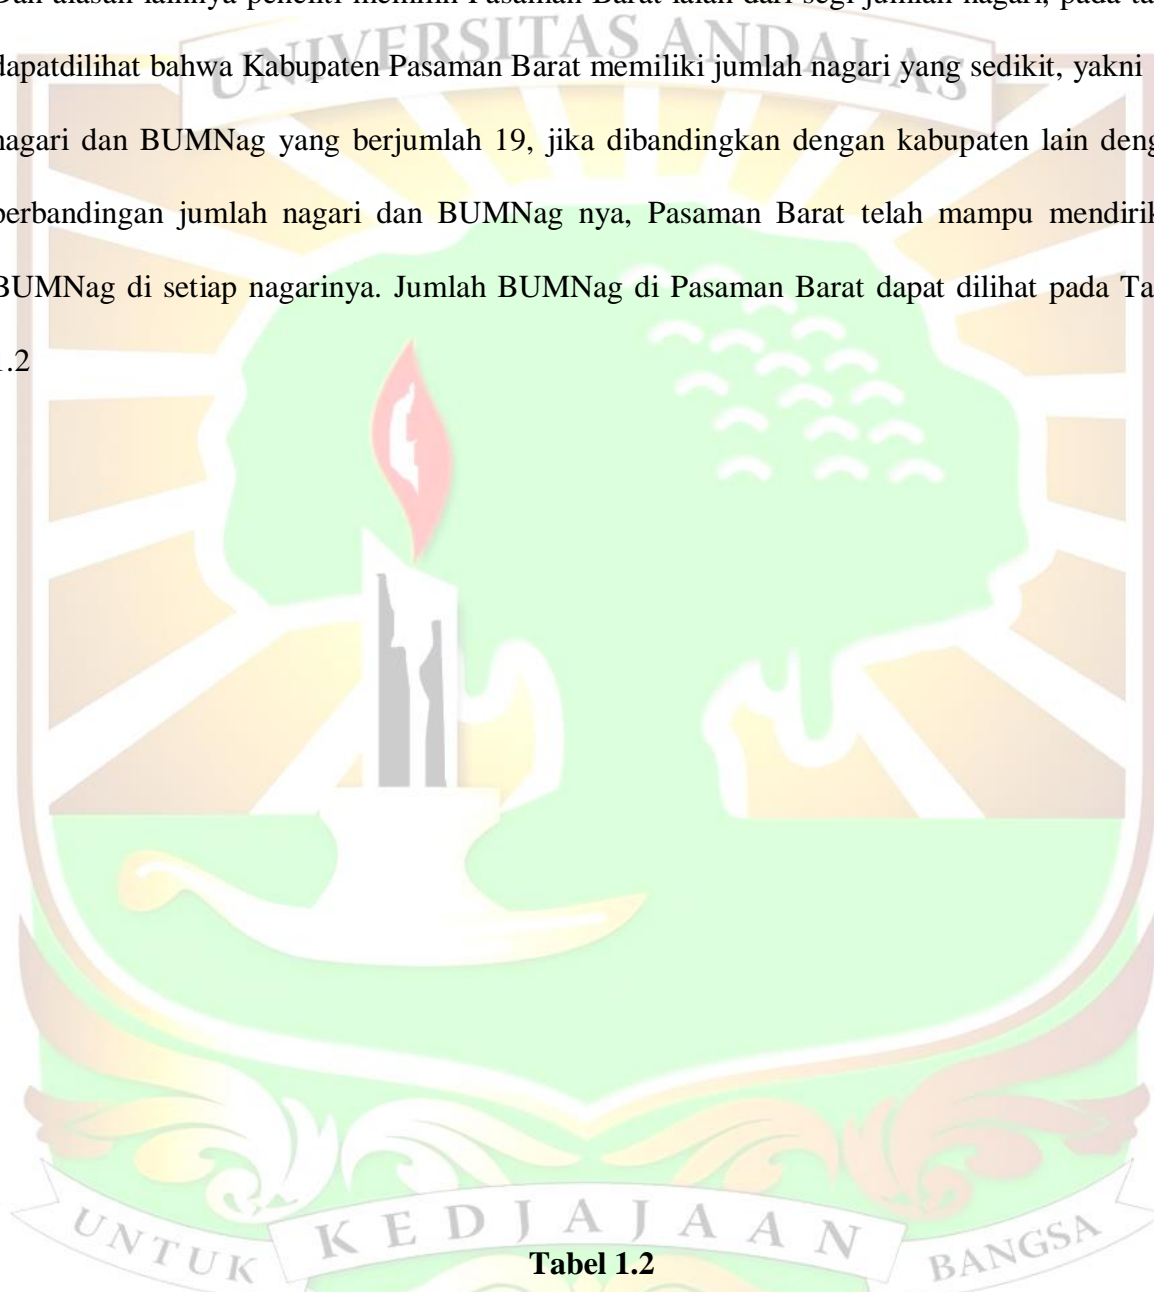 Dan alasan lainnya peneliti memilih Pasaman Barat ialah dari segi jumlah nagari, pada
dapatdilihat bahwa Kabupaten Pasaman Barat memiliki jumlah nagari yang sedikit, yakni
nagari dan BUMNag yang berjumlah 19, jika dibandingkan dengan kabupaten lain deng
perbandingan jumlah nagari dan BUMNag nya, Pasaman Barat telah mampu mendirik
BUMNag di setiap nagarinya. Jumlah BUMNag di Pasaman Barat dapat dilihat pada Ta
1.2
UNIVERSITAS ANDALAS
UNTUK KEDJAJAAN BANGSA
Tabel 1.2